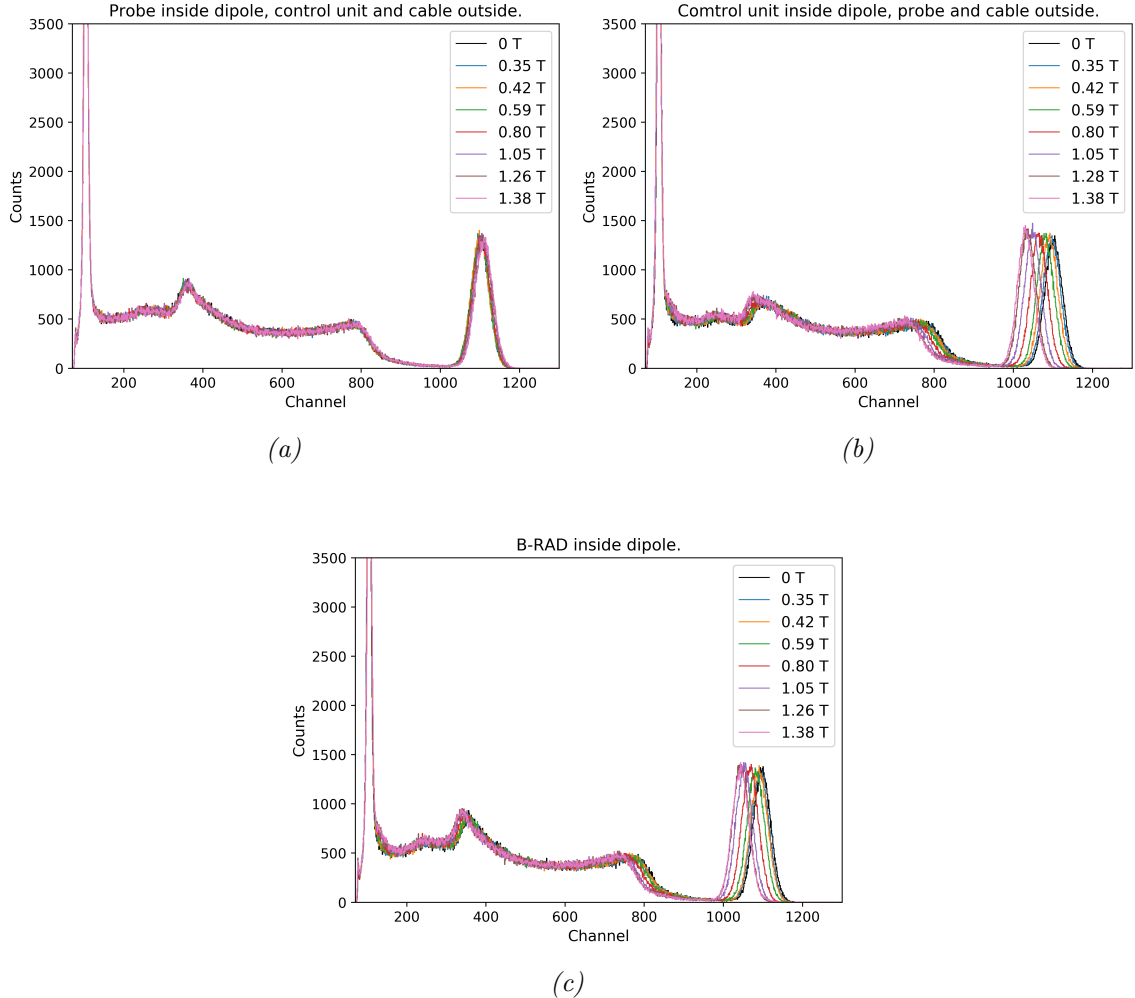 Probe inside dipole, control unit and cable outside.
3500
3000
2500
2000
1500
1000
500
0
Counts
200 400 600 800 1000 1200
Channel
0 T
0.35 T
0.42 T
0.59 T
0.80 T
1.05 T
1.26 T
1.38 T
(a)
Comtrol unit inside dipole, probe and cable outside.
3500
3000
2500
2000
1500
1000
500
0
Counts
200 400 600 800 1000 1200
Channel
0 T
0.35 T
0.42 T
0.59 T
0.80 T
1.05 T
1.28 T
1.38 T
(b)
B-RAD inside dipole.
3500
3000
2500
2000
1500
1000
500
0
Counts
200 400 600 800 1000 1200
Channel
0 T
0.35 T
0.42 T
0.59 T
0.80 T
1.05 T
1.26 T
1.38 T
(c)